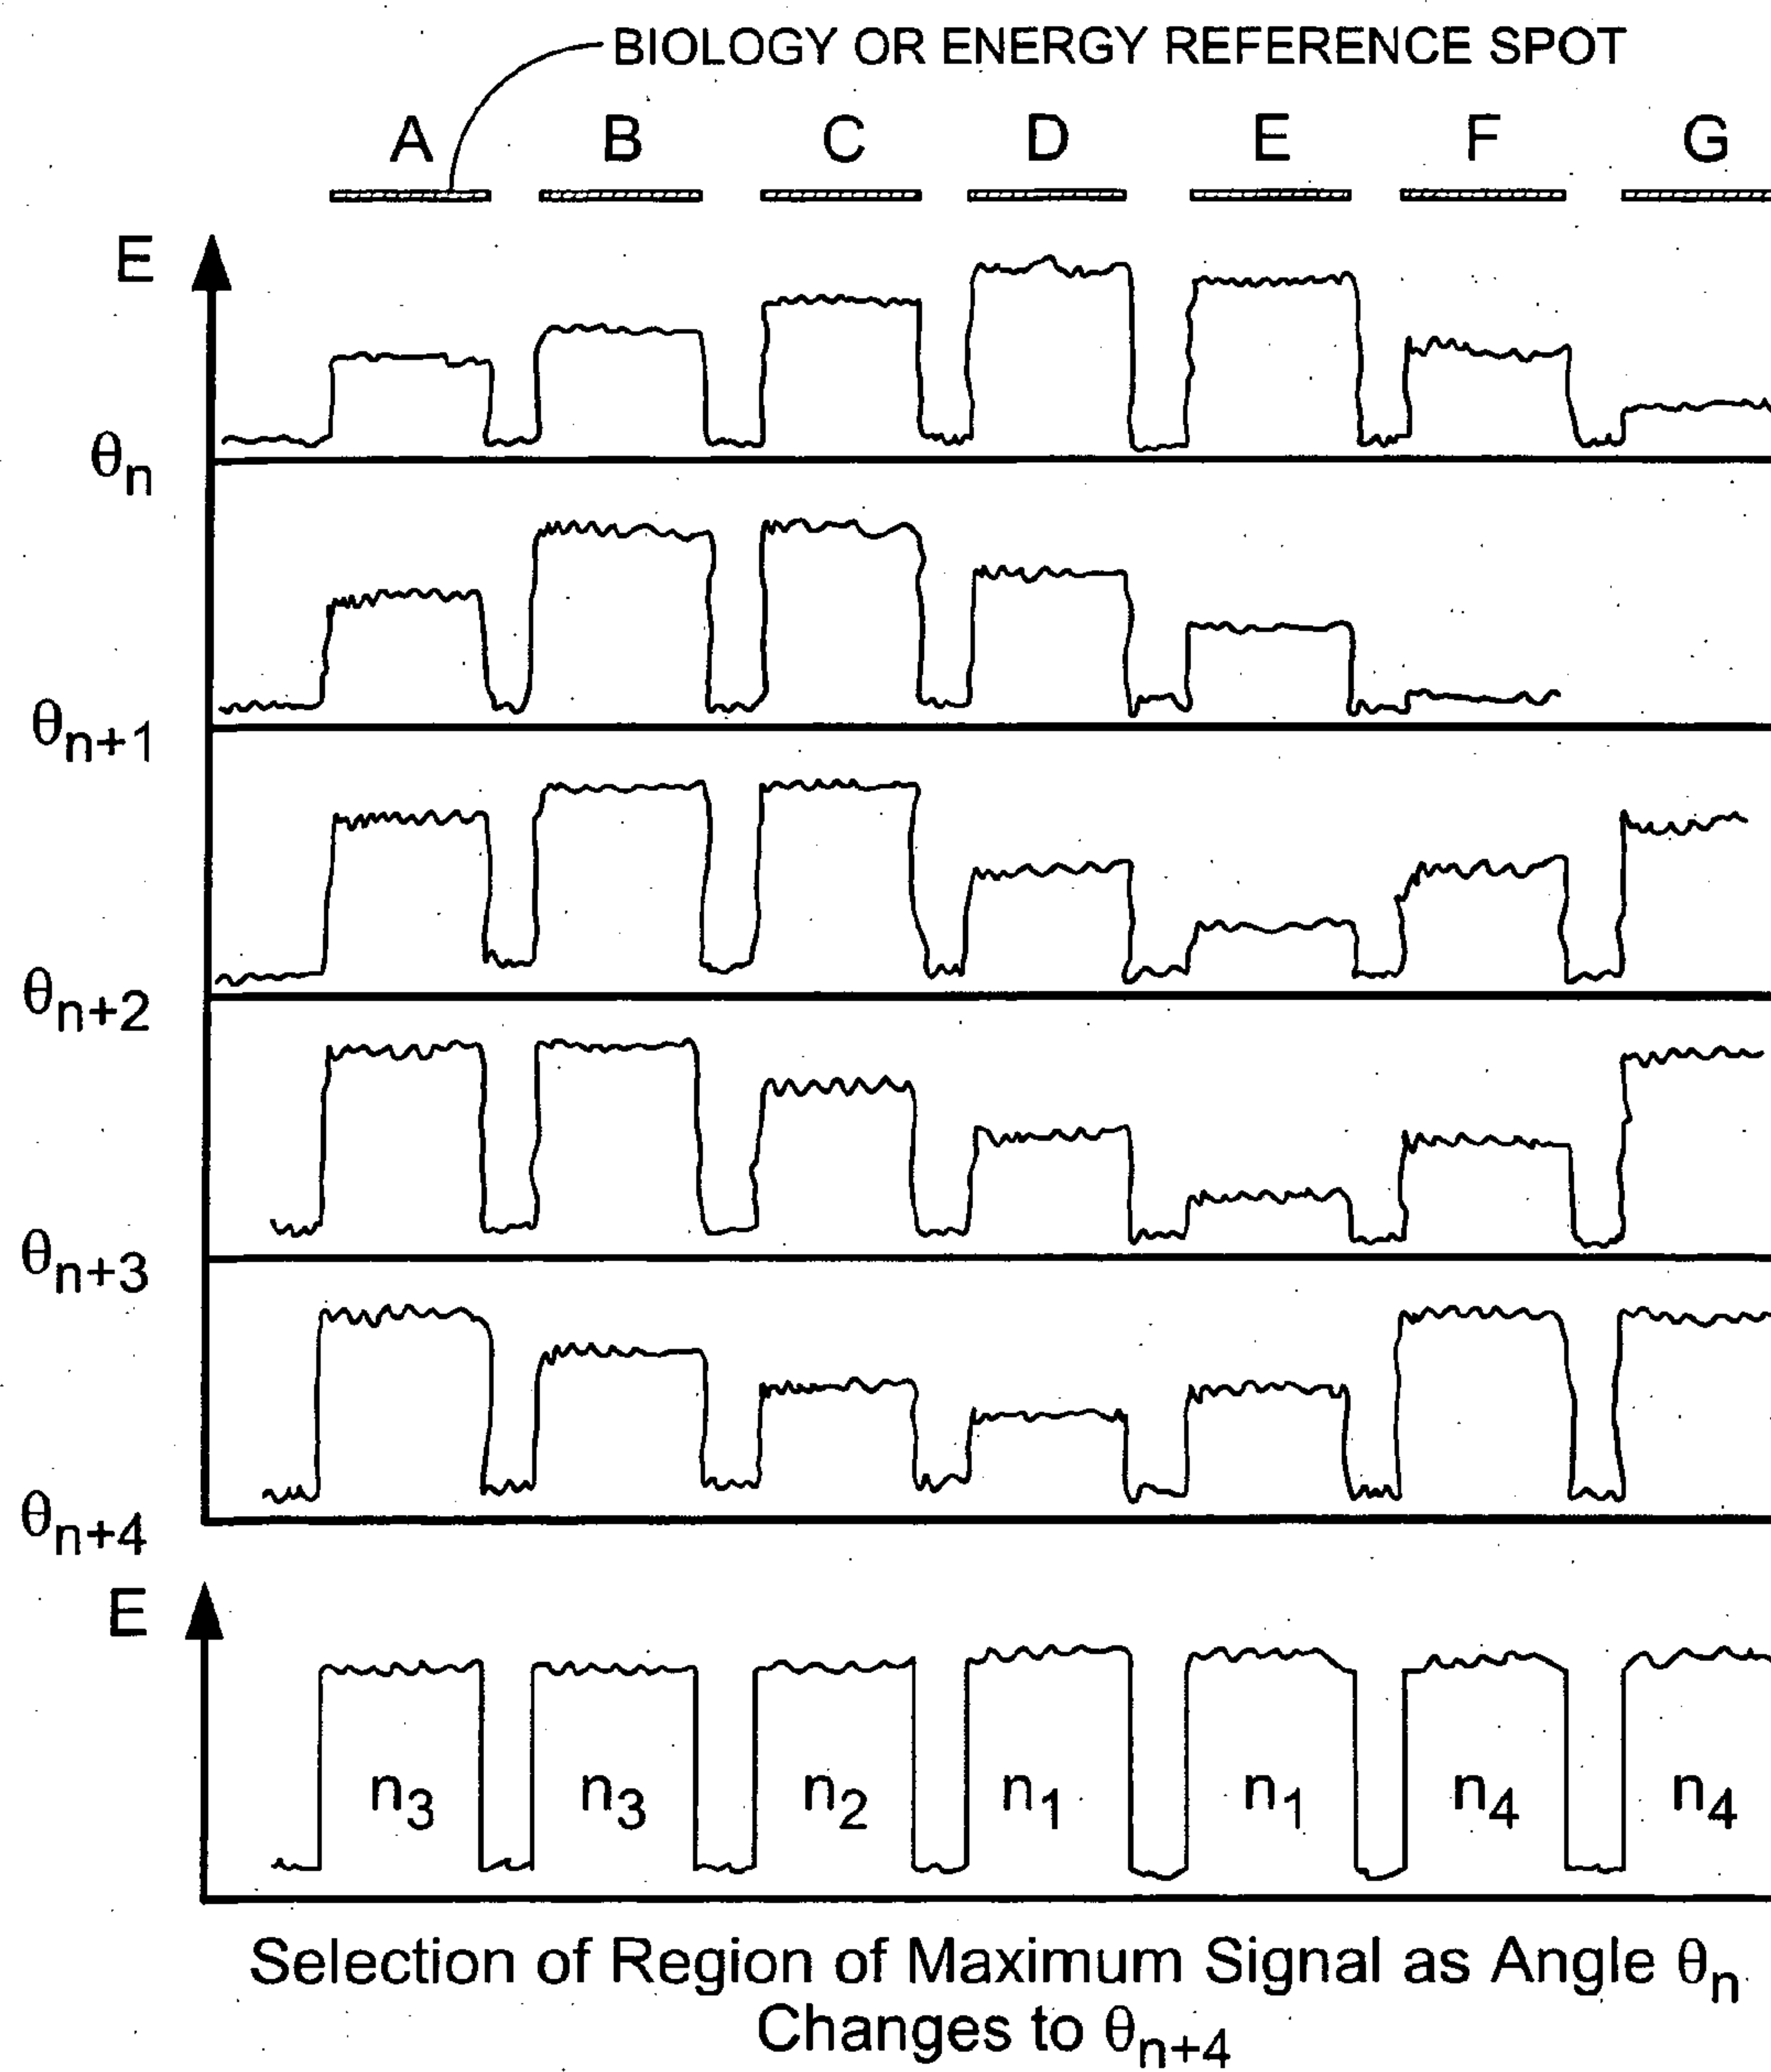 BIOLOGY OR ENERGY REFERENCE SPOT
A B C D E F G
E
θn
θn+1
θn+2
θn+3
θn+4
E
n3 n3 n2 n1 n1 n4 n4
Selection of Region of Maximum Signal as Angle θn
Changes to θn+4